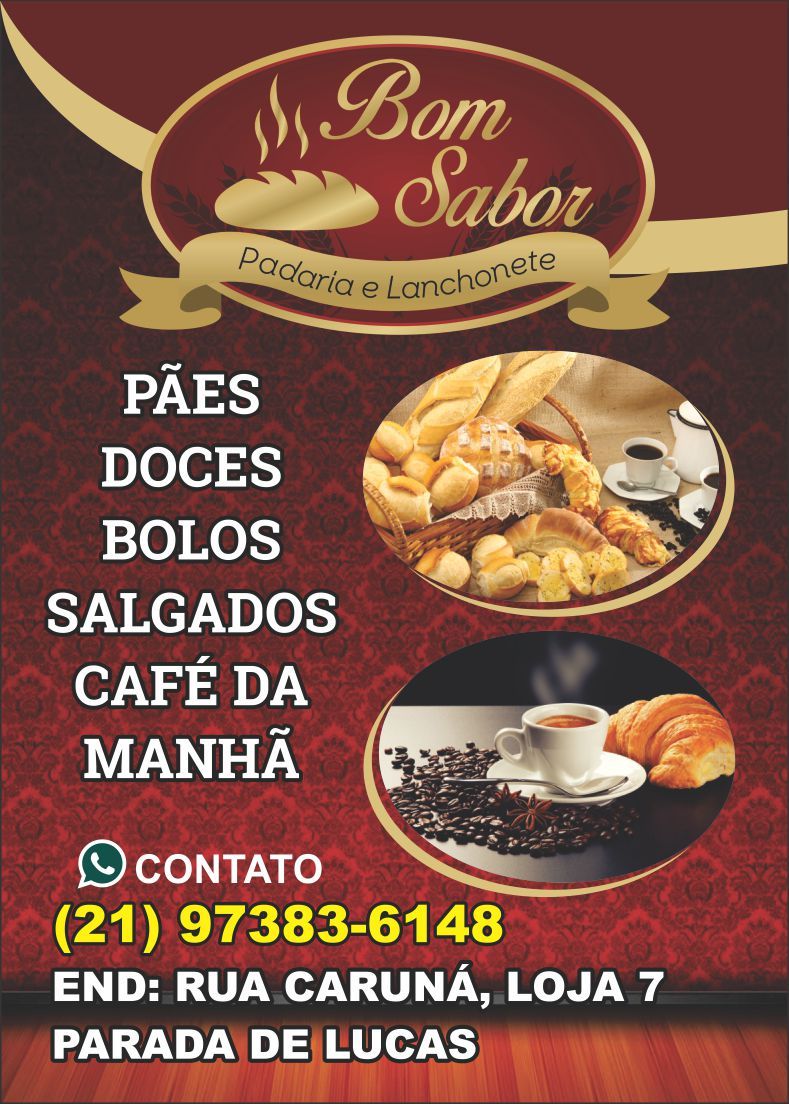 Bom
Sabor
Padaria e Lanchonete
PÃES
DOCES
BOLOS
SALGADOS
CAFÉ DA
MANHÃ
CONTATO
(21) 97383-6148
END: RUA CARUNÁ, LOJA 7
PARADA DE LUCAS